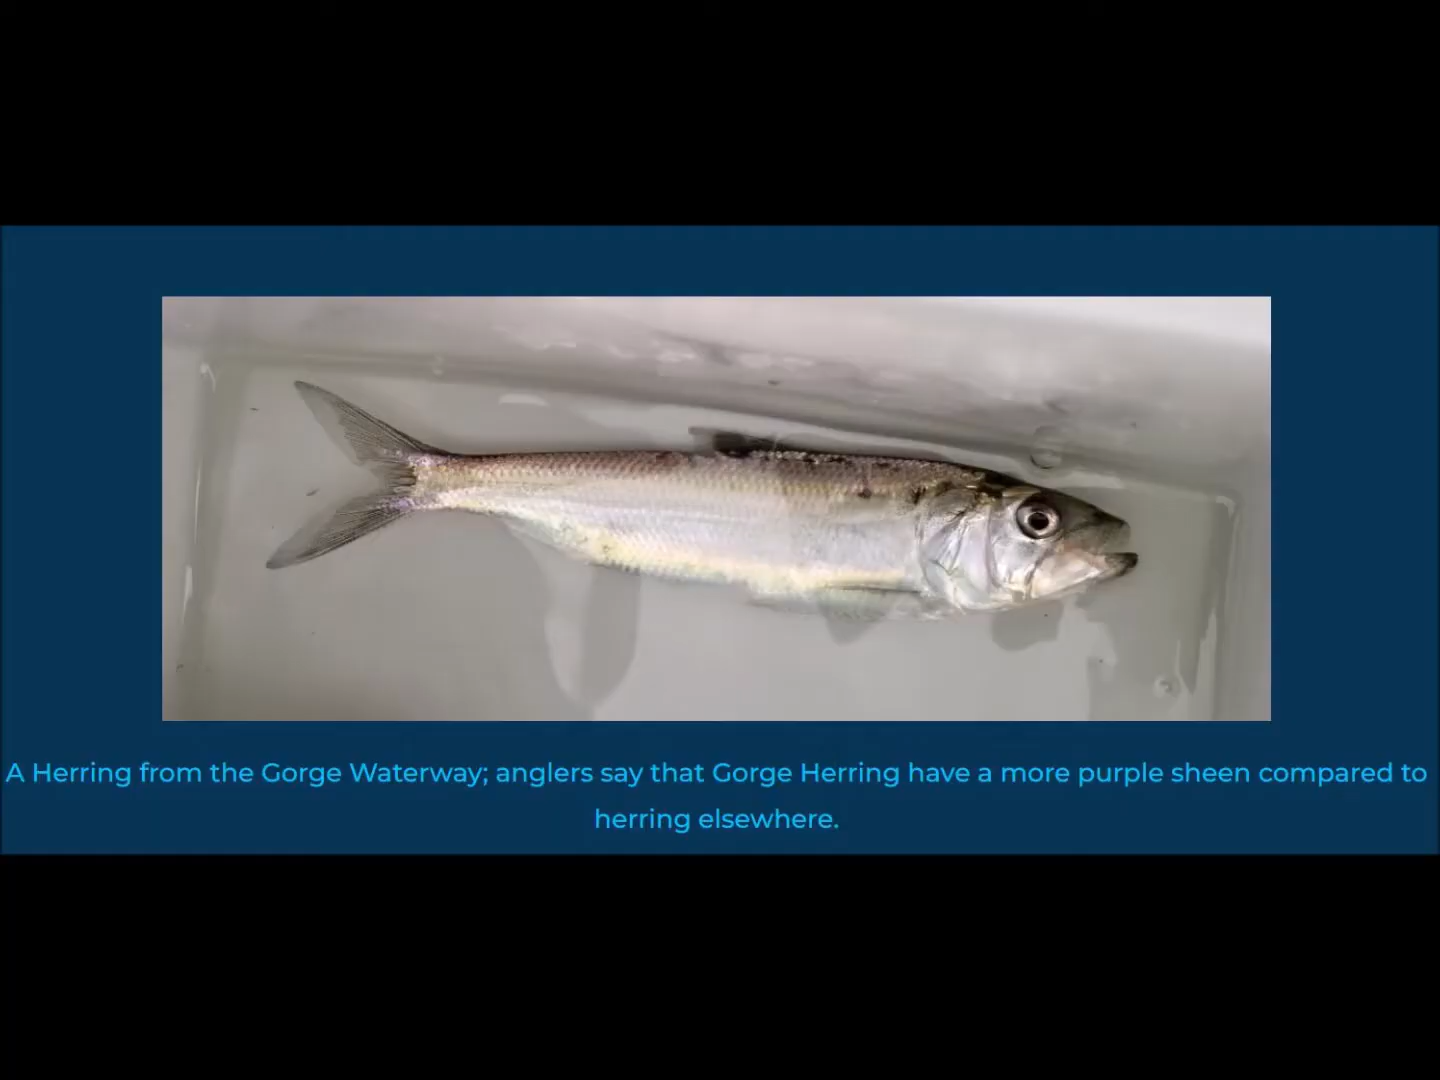 A Herring from the Gorge Waterway; anglers say that Gorge Herring have a more purple sheen compared to
herring elsewhere.